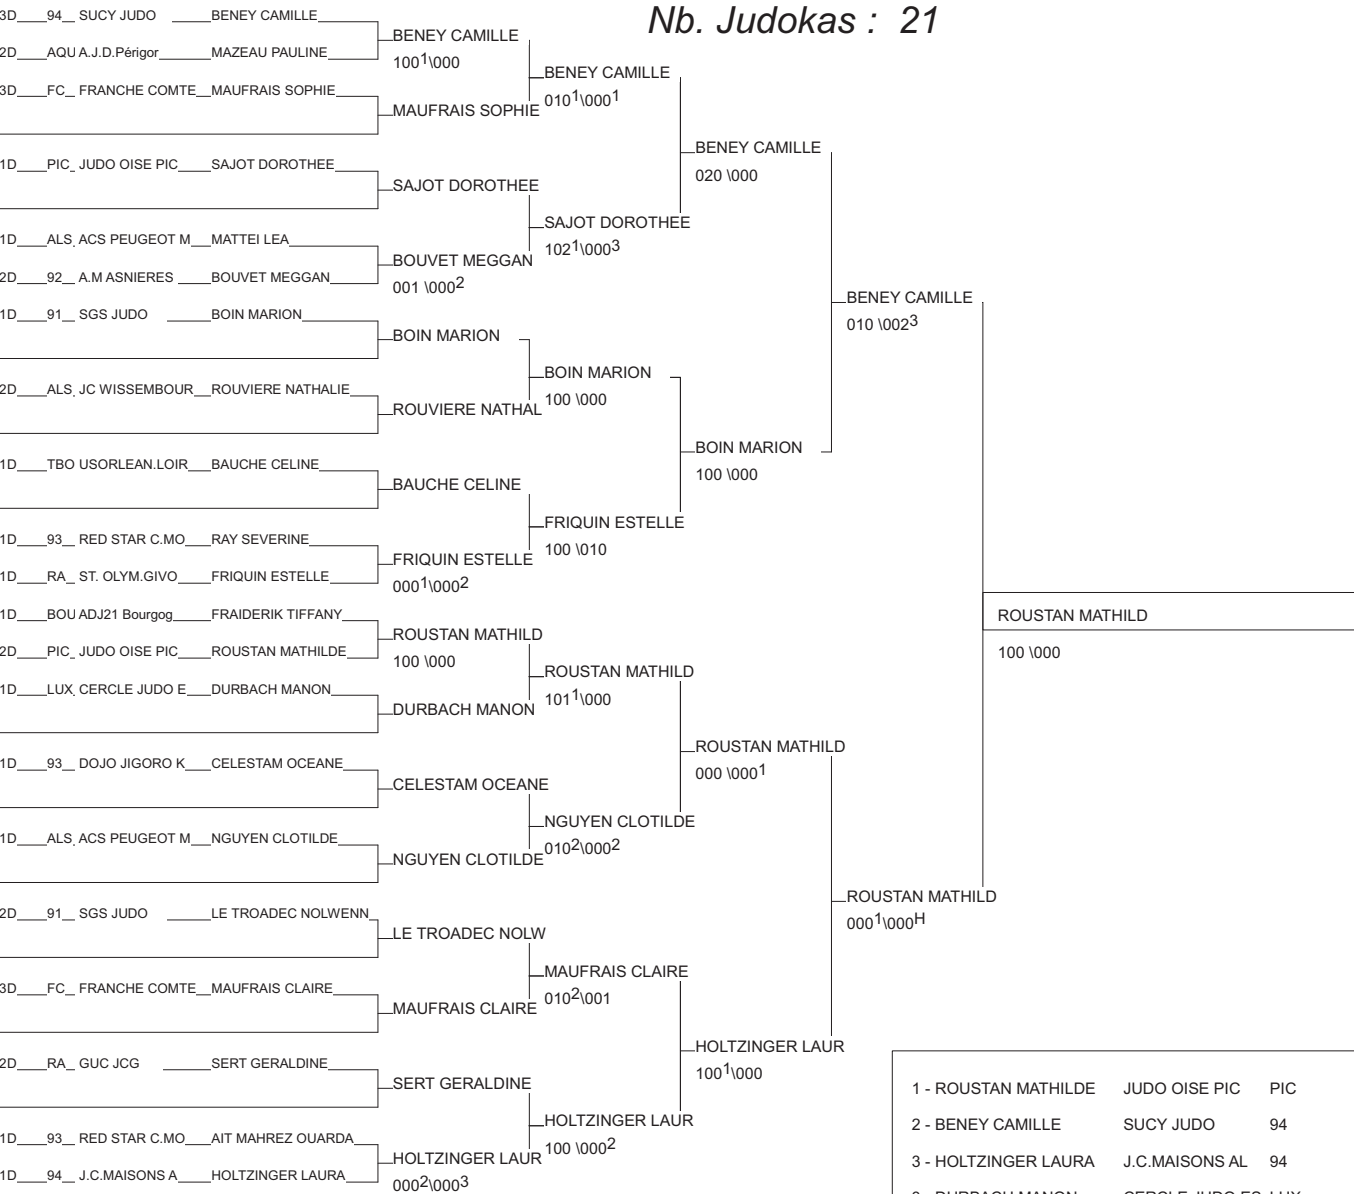 Nb. Judokas : 21
3D 94 SUCY JUDO BENEY CAMILLE
2D AQU A.J.D.Périgor MAZEAU PAULINE
3D FC FRANCHE COMTE MAUFRAIS SOPHIE
1D PIC JUDO OISE PIC SAJOT DOROTHEE
1D ALS ACS PEUGEOT M MATTEI LEA
2D 92 A.M ASNIERES BOUVET MEGGAN
1D 91 SGS JUDO BOIN MARION
2D ALS JC WISSEMBOUR ROUVIERE NATHALIE
1D TBO USORLEAN.LOIR BAUCHE CELINE
1D 93 RED STAR C.MO RAY SEVERINE
1D RA ST. OLYM.GIVO FRIQUIN ESTELLE
1D BOU ADJ21 Bourgog FRAIDERIK TIFFANY
2D PIC JUDO OISE PIC ROUSTAN MATHILDE
1D LUX CERCLE JUDO E DURBACH MANON
1D 93 DOJO JIGORO K CELESTAM OCEANE
1D ALS ACS PEUGEOT M NGUYEN CLOTILDE
2D 91 SGS JUDO LE TROADEC NOLWENN
3D FC FRANCHE COMTE MAUFRAIS CLAIRE
2D RA GUC JCG SERT GERALDINE
1D 93 RED STAR C.MO AIT MAHREZ OUARDA
1D 94 J.C.MAISONS A HOLTZINGER LAURA
BENEY CAMILLE
100¹\000
MAUFRAIS SOPHIE
SAJOT DOROTHEE
BOUVET MEGGAN
001 \000²
BOIN MARION
ROUVIERE NATHAL
BAUCHE CELINE
FRIQUIN ESTELLE
000¹\000²
ROUSTAN MATHILD
100 \000
DURBACH MANON
CELESTAM OCEANE
NGUYEN CLOTILDE
LE TROADEC NOLW
MAUFRAIS CLAIRE
SERT GERALDINE
HOLTZINGER LAUR
000²\000³
BENEY CAMILLE
010¹\000¹
SAJOT DOROTHEE
102¹\000³
BOIN MARION
100 \000
FRIQUIN ESTELLE
100 \010
ROUSTAN MATHILD
101¹\000
NGUYEN CLOTILDE
010²\000²
MAUFRAIS CLAIRE
010²\001
HOLTZINGER LAUR
100 \000²
BENEY CAMILLE
020 \000
BOIN MARION
100 \000
ROUSTAN MATHILD
000 \000¹
HOLTZINGER LAUR
100¹\000
BENEY CAMILLE
010 \002³
ROUSTAN MATHILD
000¹\000ᴴ
ROUSTAN MATHILD
100 \000
1 - ROUSTAN MATHILDE JUDO OISE PIC PIC
2 - BENEY CAMILLE SUCY JUDO 94
3 - HOLTZINGER LAURA J.C.MAISONS AL 94
DURBACH MANON CERCLE JUDO ES LUX